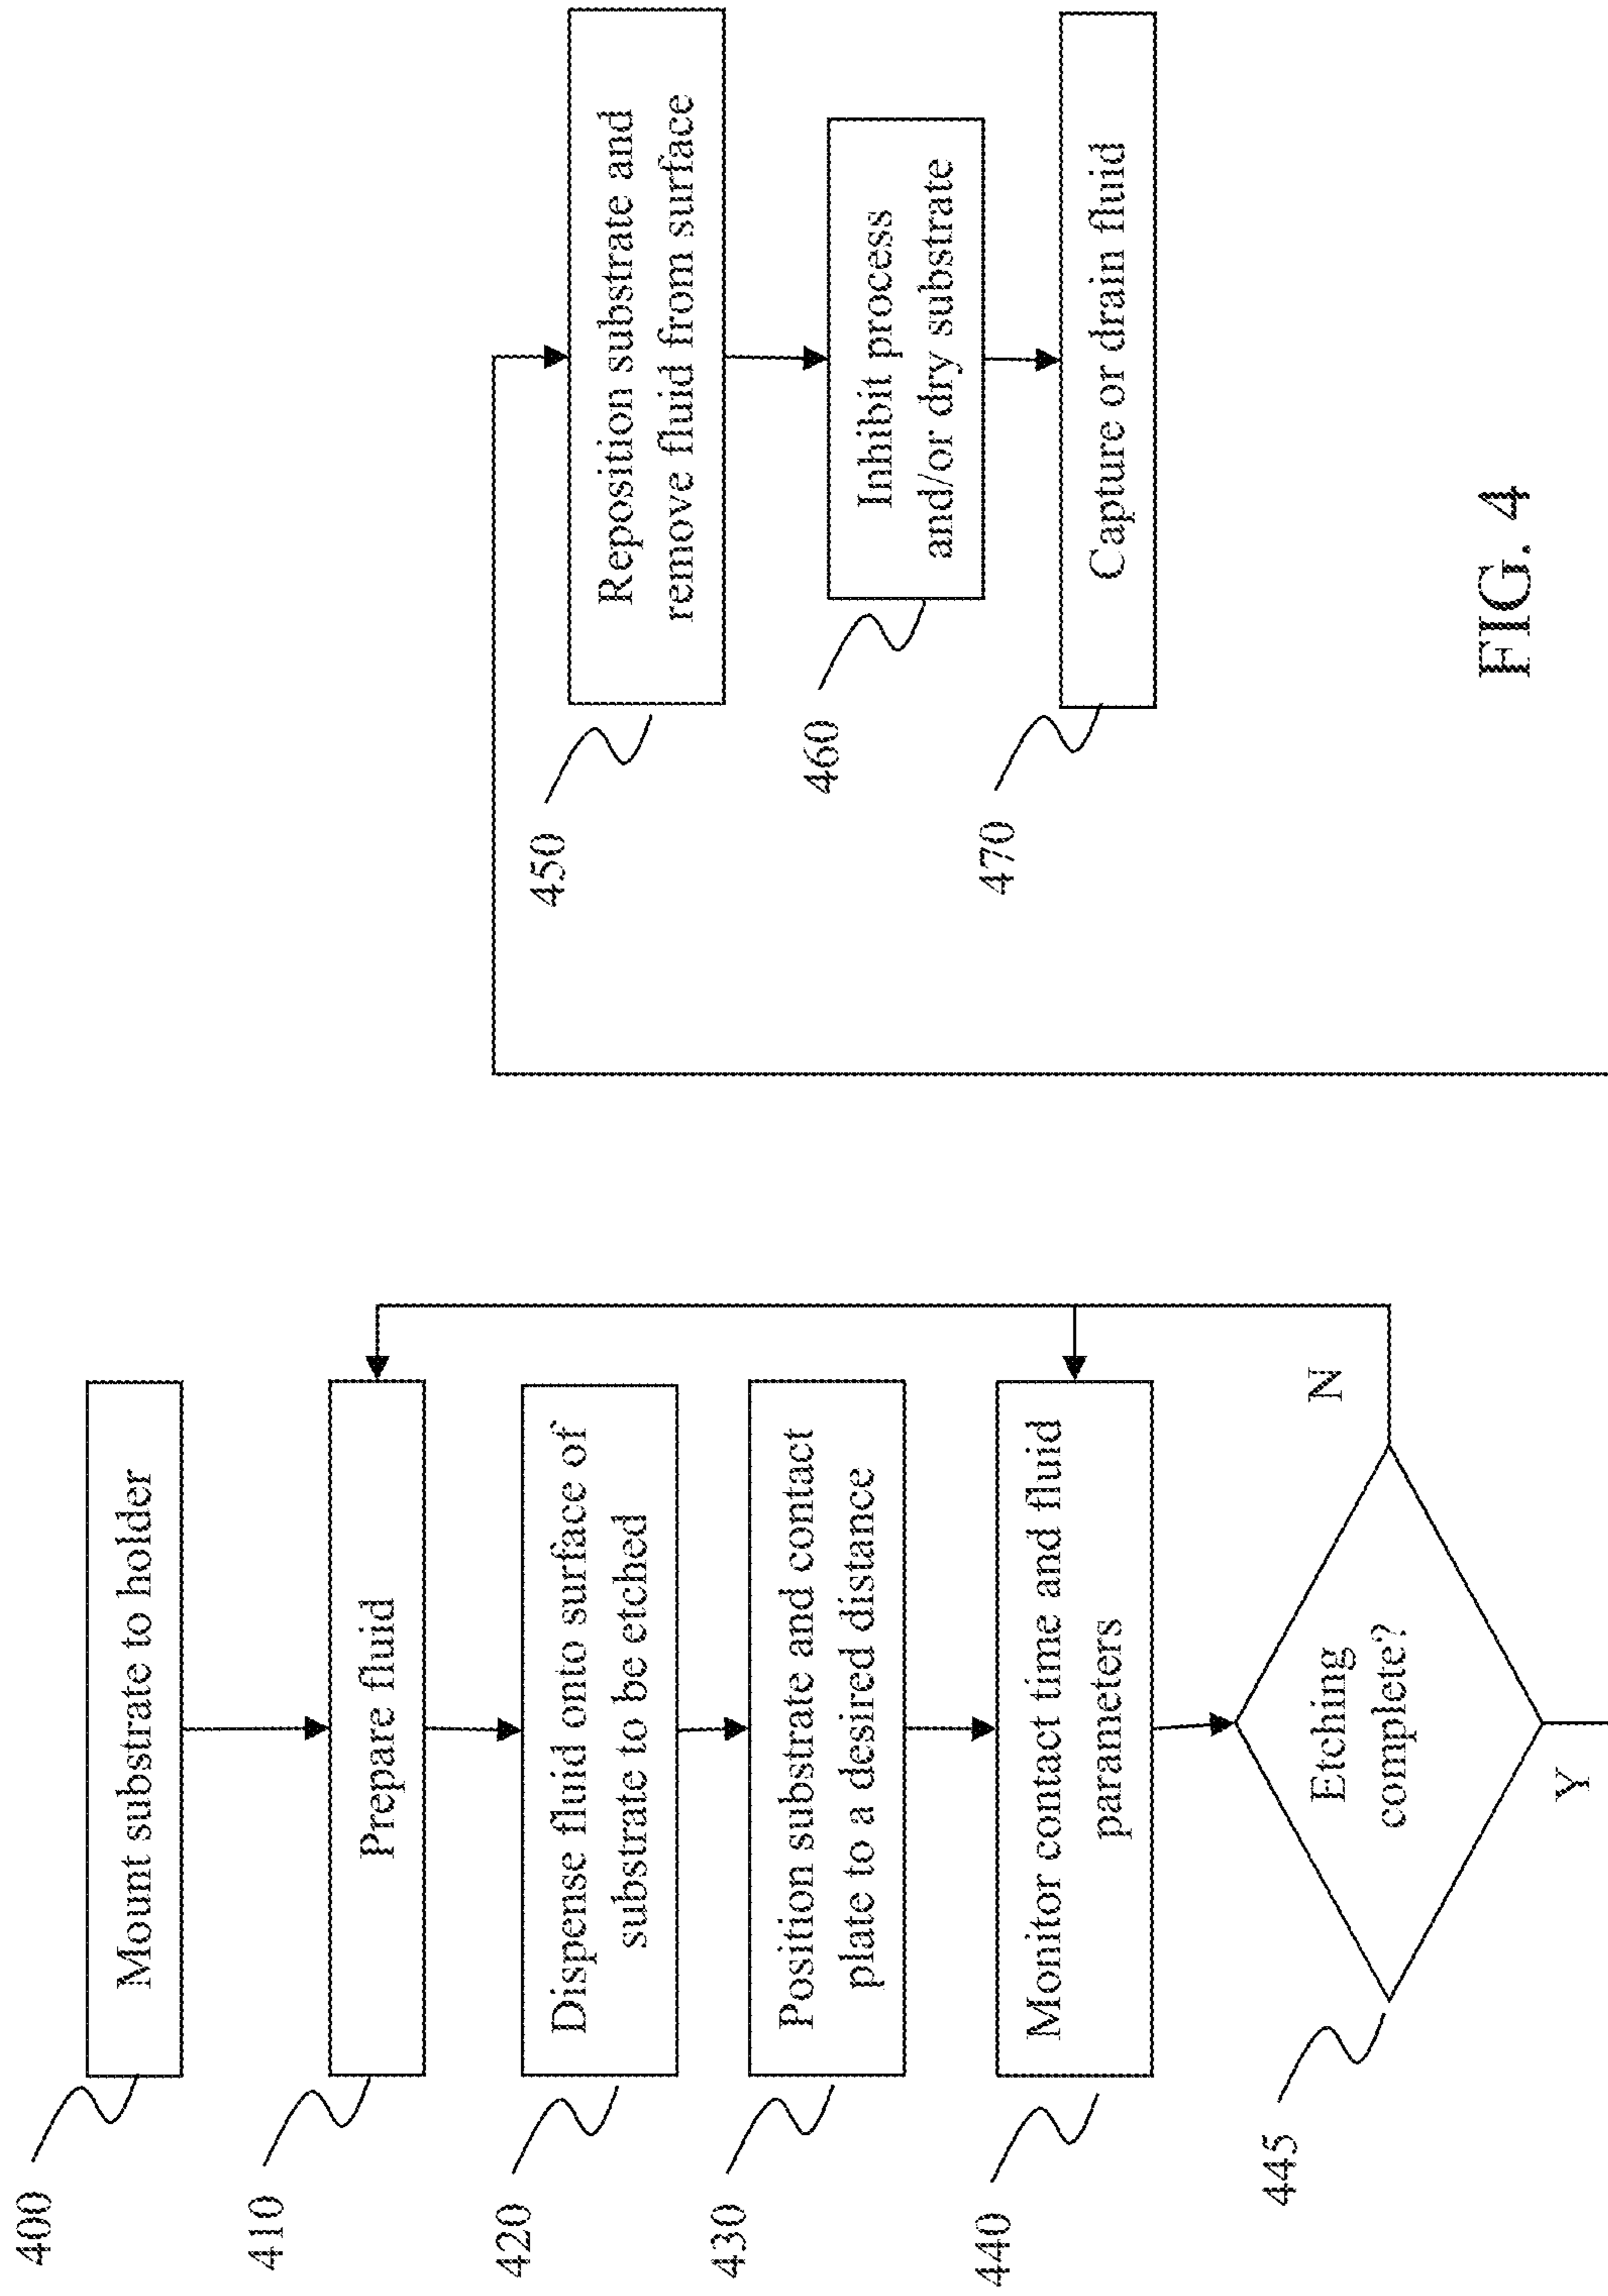 400
Mount substrate to holder
410
Prepare fluid
420
Dispense fluid onto surface of
substrate to be etched
430
Position substrate and contact
plate to a desired distance
440
Monitor contact time and fluid
parameters
445
Etching
complete?
N
Y
450
Reposition substrate and
remove fluid from surface
460
Inhibit process
and/or dry substrate
470
Capture or drain fluid
FIG. 4